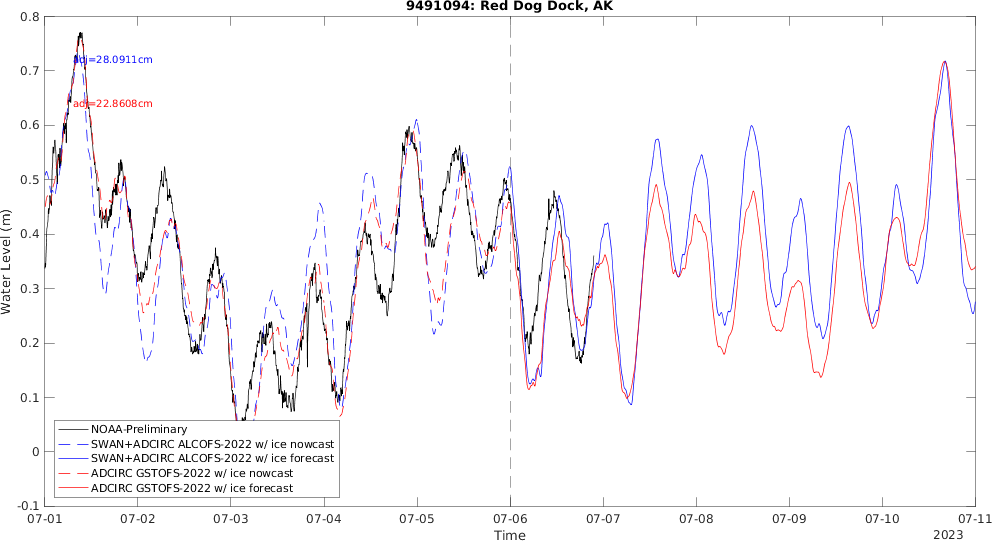 9491094: Red Dog Dock, AK
0.8
0.7
0.6
0.5
0.4
0.3
0.2
0.1
0
-0.1
Water Level (m)
adj=28.0911cm
adj=22.8608cm
NOAA-Preliminary
SWAN+ADCIRC ALCOFS-2022 w/ ice nowcast
SWAN+ADCIRC ALCOFS-2022 w/ ice forecast
ADCIRC GSTOFS-2022 w/ ice nowcast
ADCIRC GSTOFS-2022 w/ ice forecast
07-01 07-02 07-03 07-04 07-05 07-06 07-07 07-08 07-09 07-10 07-11
Time
2023